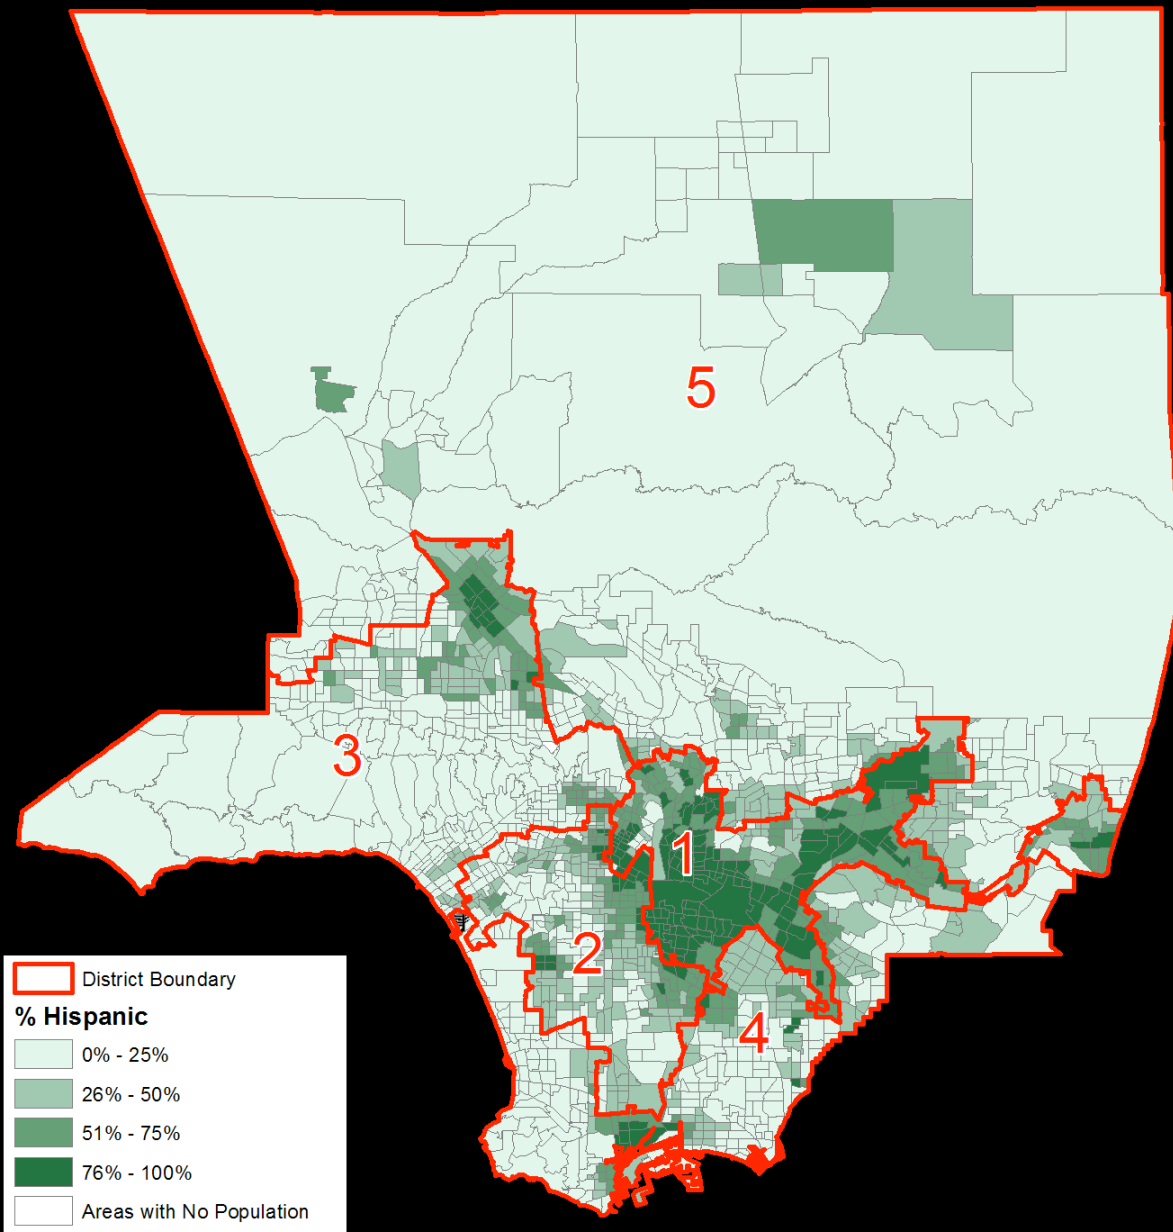 5
3
1
2
4
District Boundary
% Hispanic
0% - 25%
26% - 50%
51% - 75%
76% - 100%
Areas with No Population